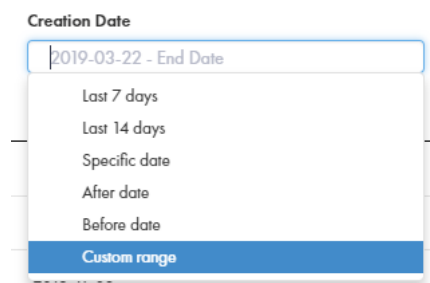 Creation Date
2019-03-22 - End Date
Last 7 days
Last 14 days
Specific date
After date
Before date
Custom range